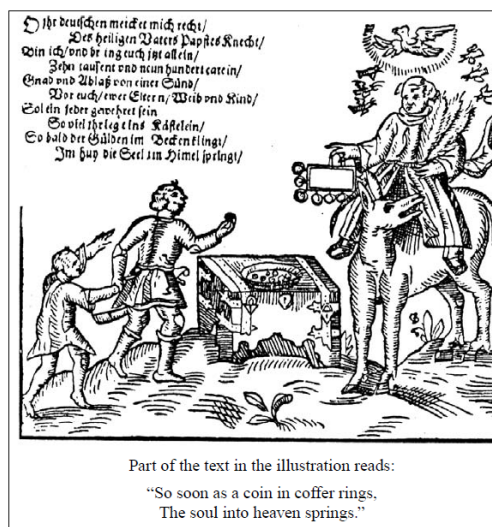 O ihr deutschen mercket mich recht/
Des heiligen Vaters Papstes Knecht/
Bin ich/ vnd br ing euch jtzt allein/
Zehn tausent vnd neun hundert carein/
Gnad vnd Ablaß von einer Sünd/
Vor euch/ ewer Eltern/ Weib vnd Kind/
Sol ein jeder gewehret sein
So viel jhr legt ins Kästelein/
So bald der Gülden im Becken klingt/
Im huy die Seel im Himel springt/
Part of the text in the illustration reads:
“So soon as a coin in coffer rings,
The soul into heaven springs.”